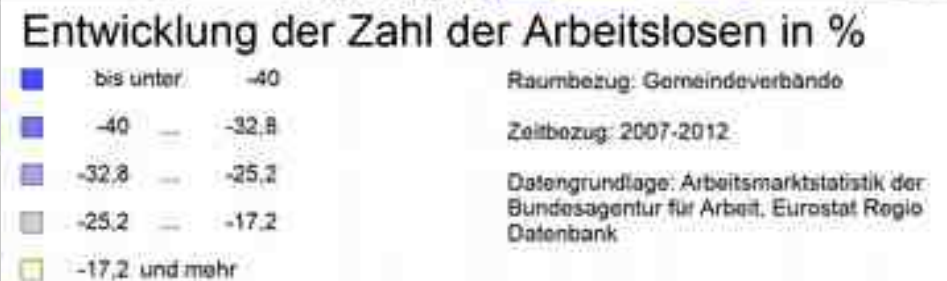 Entwicklung der Zahl der Arbeitslosen in %
bis unter -40
-40 ... -32,8
-32,8 ... -25,2
-25,2 ... -17,2
-17,2 und mehr
Raumbezug: Gemeindeverbände
Zeitbezug: 2007-2012
Datengrundlage: Arbeitsmarktstatistik der
Bundesagentur für Arbeit, Eurostat Regio
Datenbank